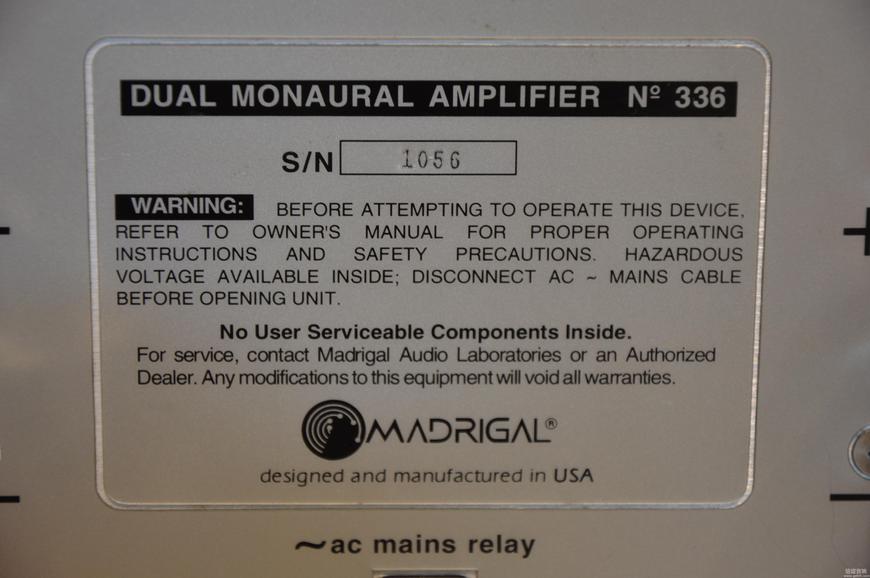 DUAL MONAURAL AMPLIFIER Nº 336
S/N 1056
WARNING: BEFORE ATTEMPTING TO OPERATE THIS DEVICE,
REFER TO OWNER'S MANUAL FOR PROPER OPERATING
INSTRUCTIONS AND SAFETY PRECAUTIONS. HAZARDOUS
VOLTAGE AVAILABLE INSIDE; DISCONNECT AC ~ MAINS CABLE
BEFORE OPENING UNIT.
No User Serviceable Components Inside.
For service, contact Madrigal Audio Laboratories or an Authorized
Dealer. Any modifications to this equipment will void all warranties.
MADRIGAL®
designed and manufactured in USA
~ac mains relay